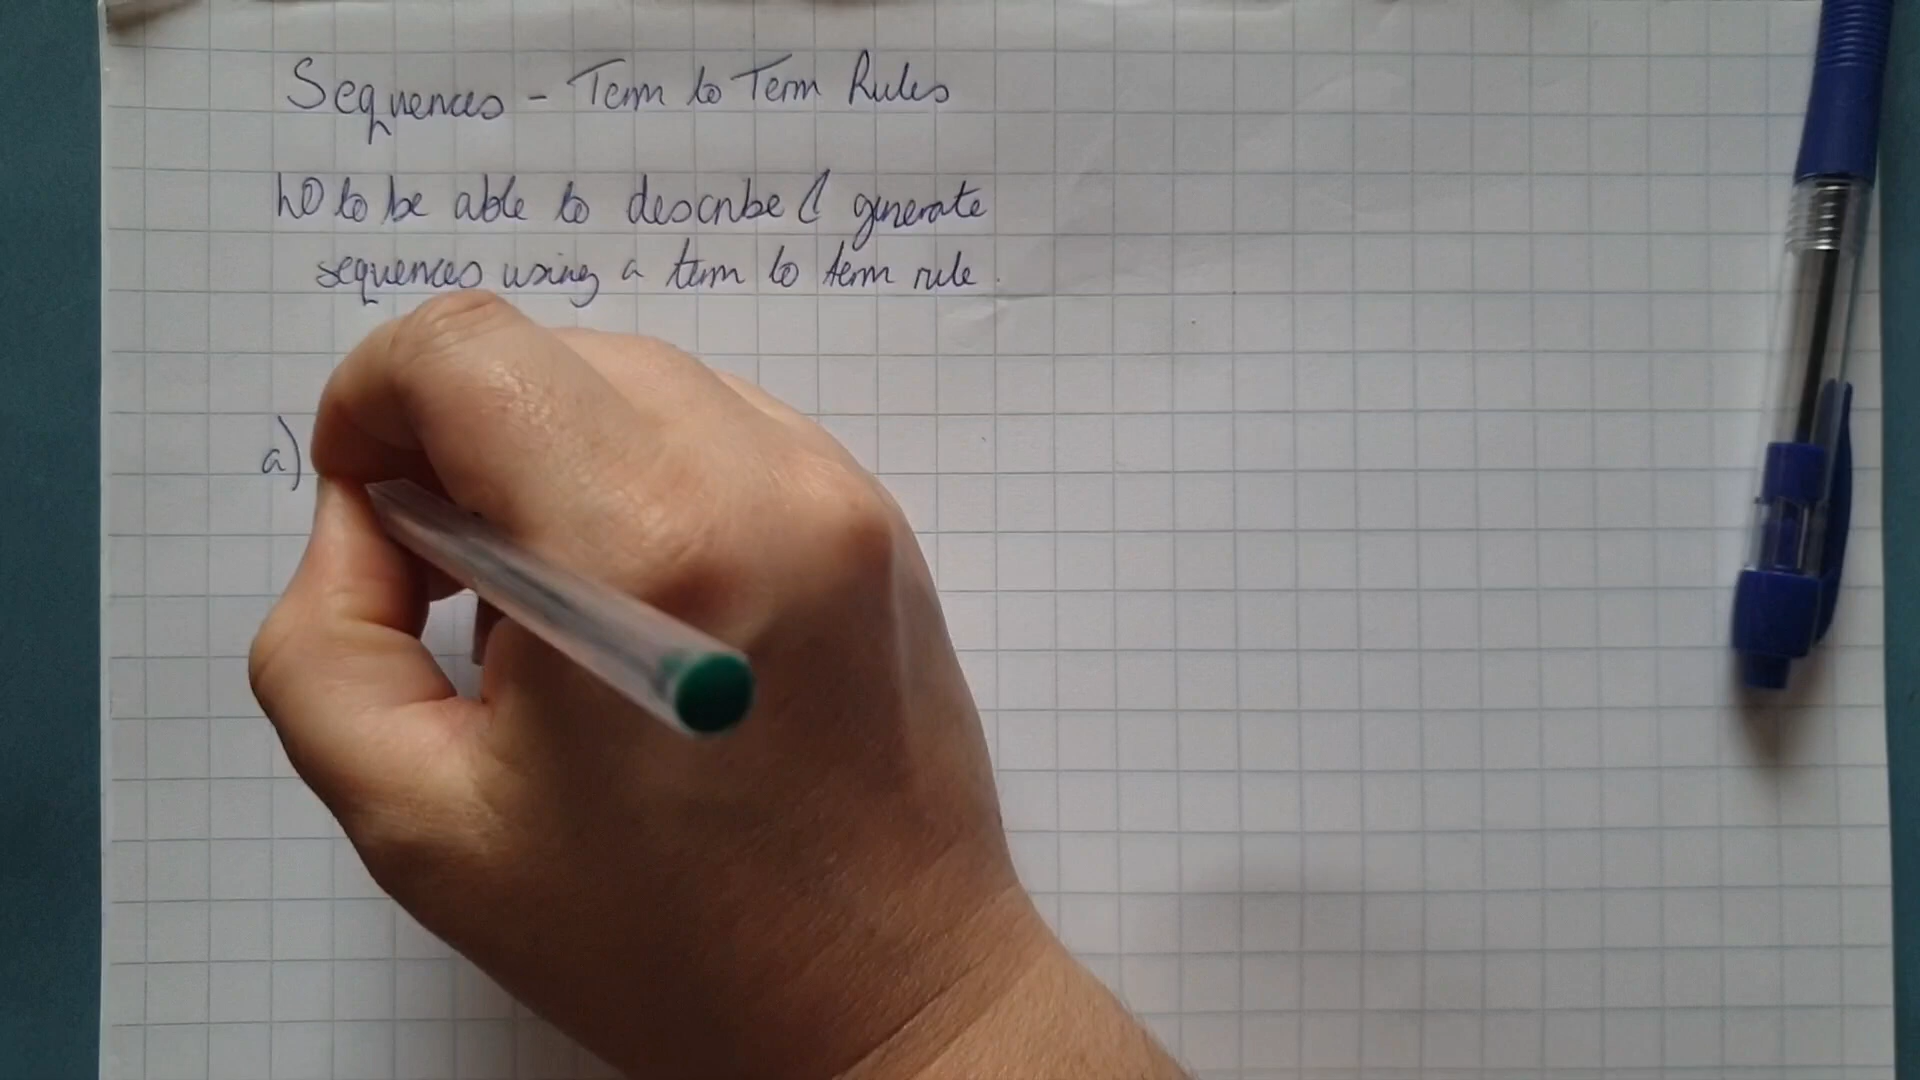 Sequences - Term to Term Rules
LO to be able to describe & generate
sequences using a term to term rule.
a)